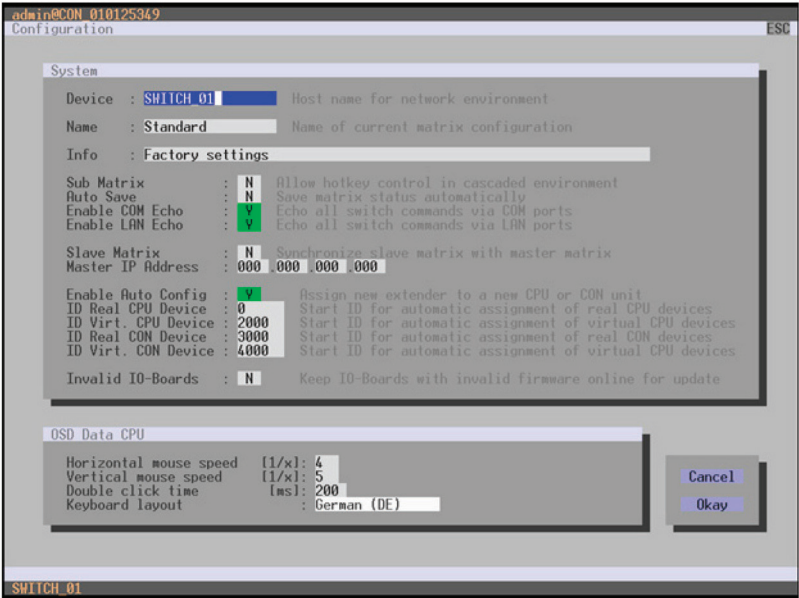 admin@CON_010125349
Configuration ESC
System
Device : SWITCH_01 Host name for network environment
Name : Standard Name of current matrix configuration
Info : Factory settings
Sub Matrix : N Allow hotkey control in cascaded environment
Auto Save : N Save matrix status automatically
Enable COM Echo : Y Echo all switch commands via COM ports
Enable LAN Echo : Y Echo all switch commands via LAN ports
Slave Matrix : N Synchronize slave matrix with master matrix
Master IP Address : 000 .000 .000 .000
Enable Auto Config : Y Assign new extender to a new CPU or CON unit
ID Real CPU Device : 0 Start ID for automatic assignment of real CPU devices
ID Virt. CPU Device : 2000 Start ID for automatic assignment of virtual CPU devices
ID Real CON Device : 3000 Start ID for automatic assignment of real CON devices
ID Virt. CON Device : 4000 Start ID for automatic assignment of virtual CPU devices
Invalid IO-Boards : N Keep IO-Boards with invalid firmware online for update
OSD Data CPU
Horizontal mouse speed [1/x]: 4
Vertical mouse speed [1/x]: 5
Double click time [ms]: 200
Keyboard layout : German (DE)
Cancel
Okay
SWITCH_01